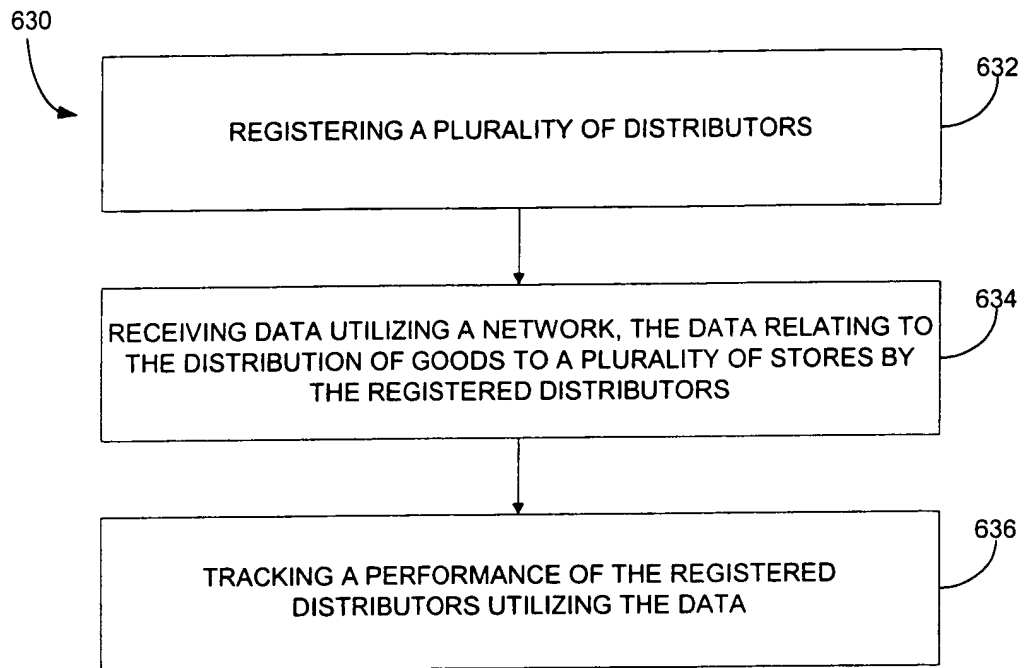 630
632
REGISTERING A PLURALITY OF DISTRIBUTORS
634
RECEIVING DATA UTILIZING A NETWORK, THE DATA RELATING TO
THE DISTRIBUTION OF GOODS TO A PLURALITY OF STORES BY
THE REGISTERED DISTRIBUTORS
636
TRACKING A PERFORMANCE OF THE REGISTERED
DISTRIBUTORS UTILIZING THE DATA